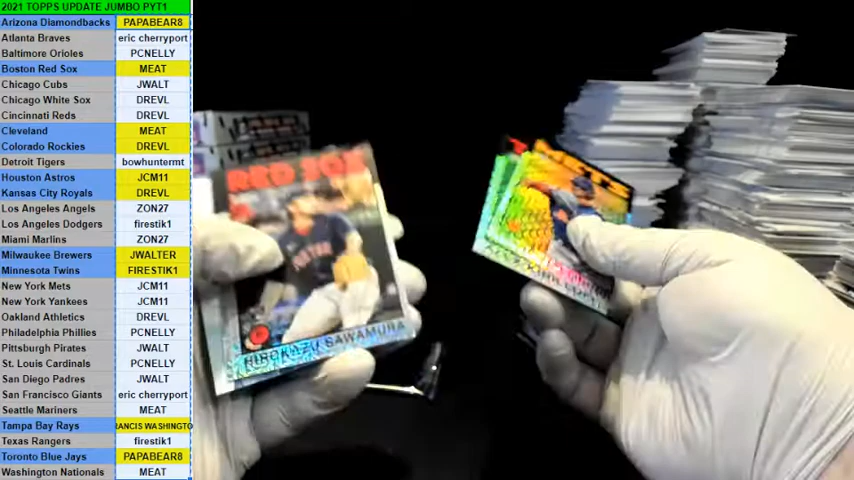 2021 TOPPS UPDATE JUMBO PYT1
Arizona Diamondbacks PAPABEAR8
Atlanta Braves eric cherryport
Baltimore Orioles PCNELLY
Boston Red Sox MEAT
Chicago Cubs JWALT
Chicago White Sox DREVL
Cincinnati Reds DREVL
Cleveland MEAT
Colorado Rockies DREVL
Detroit Tigers bowhuntermt
Houston Astros JCM11
Kansas City Royals DREVL
Los Angeles Angels ZON27
Los Angeles Dodgers firestik1
Miami Marlins ZON27
Milwaukee Brewers JWALTER
Minnesota Twins FIRESTIK1
New York Mets JCM11
New York Yankees JCM11
Oakland Athletics DREVL
Philadelphia Phillies PCNELLY
Pittsburgh Pirates JWALT
St. Louis Cardinals PCNELLY
San Diego Padres JWALT
San Francisco Giants eric cherryport
Seattle Mariners MEAT
Tampa Bay Rays RANCIS WASHINGTO
Texas Rangers firestik1
Toronto Blue Jays PAPABEAR8
Washington Nationals MEAT
RED SOX
HIROKAZU SAWAMURA